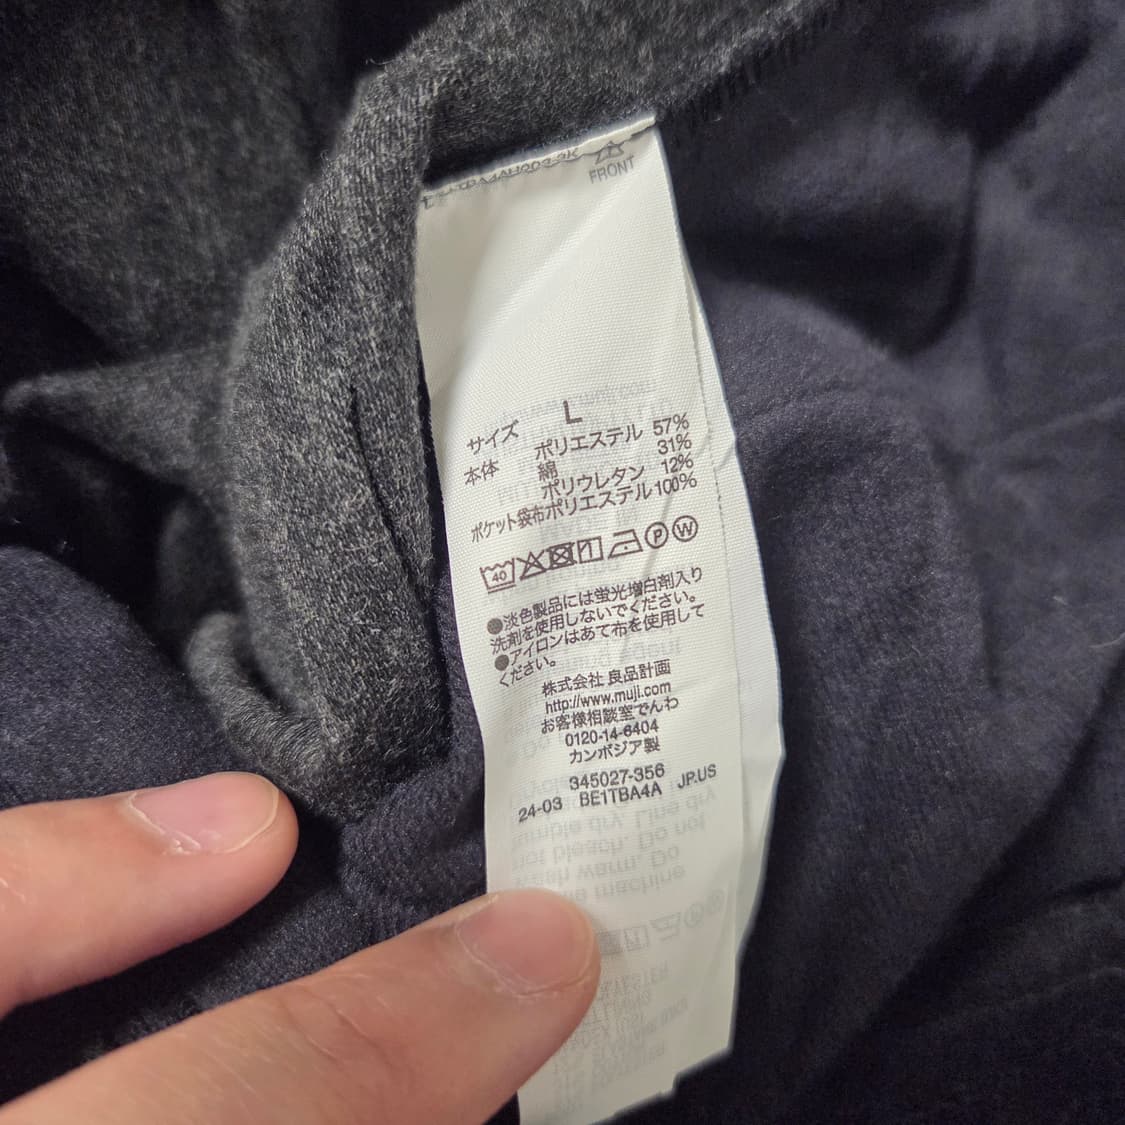 FRONT
サイズ L
本体 ポリエステル 57%
綿 31%
ポリウレタン 12%
ポケット袋布ポリエステル100%
40 P W
●淡色製品には蛍光増白剤入り
洗剤を使用しないでください。
●アイロンはあて布を使用して
ください。
株式会社 良品計画
http://www.muji.com
お客様相談室でんわ
0120-14-6404
カンボジア製
345027-356
24-03 BE1TBA4A JP.US